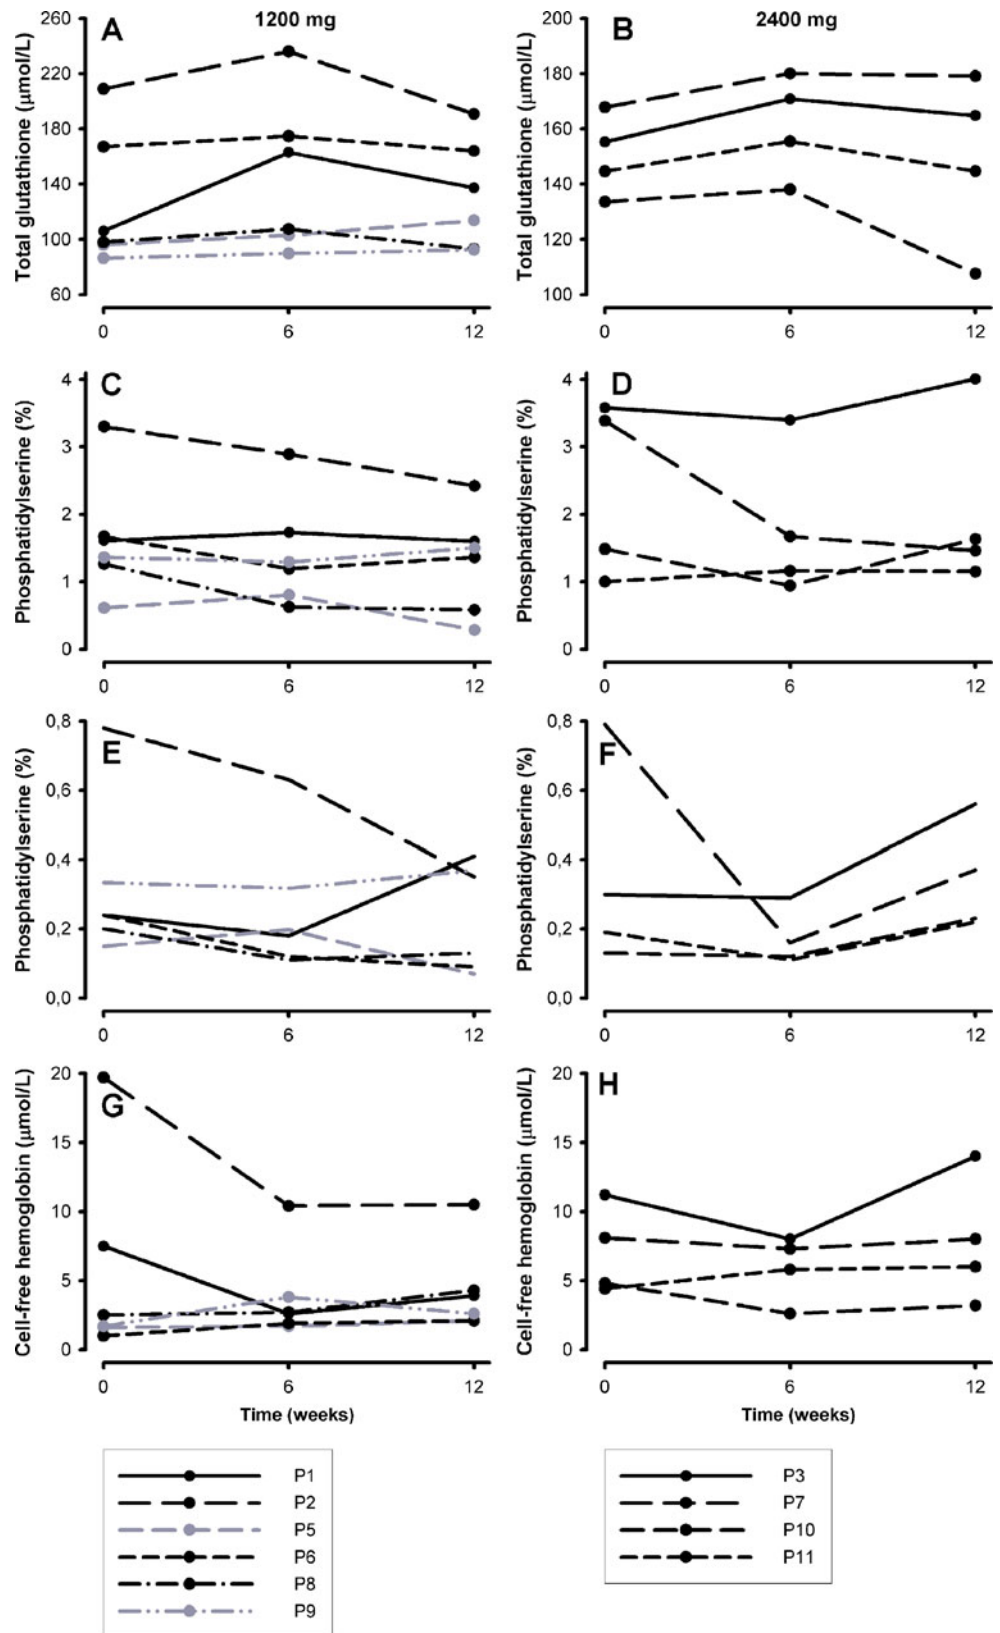 1200 mg
2400 mg
A
Total glutathione (μmol/L)
260
220
180
140
100
60
0 6 12
B
Total glutathione (μmol/L)
200
180
160
140
120
100
0 6 12
C
Phosphatidylserine (%)
4
3
2
1
0
0 6 12
D
Phosphatidylserine (%)
4
3
2
1
0
0 6 12
E
Phosphatidylserine (%)
0,8
0,6
0,4
0,2
0,0
0 6 12
F
Phosphatidylserine (%)
0,8
0,6
0,4
0,2
0,0
0 6 12
G
Cell-free hemoglobin (μmol/L)
20
15
10
5
0
0 6 12
Time (weeks)
H
Cell-free hemoglobin (μmol/L)
20
15
10
5
0
0 6 12
Time (weeks)
P1
P2
P5
P6
P8
P9
P3
P7
P10
P11